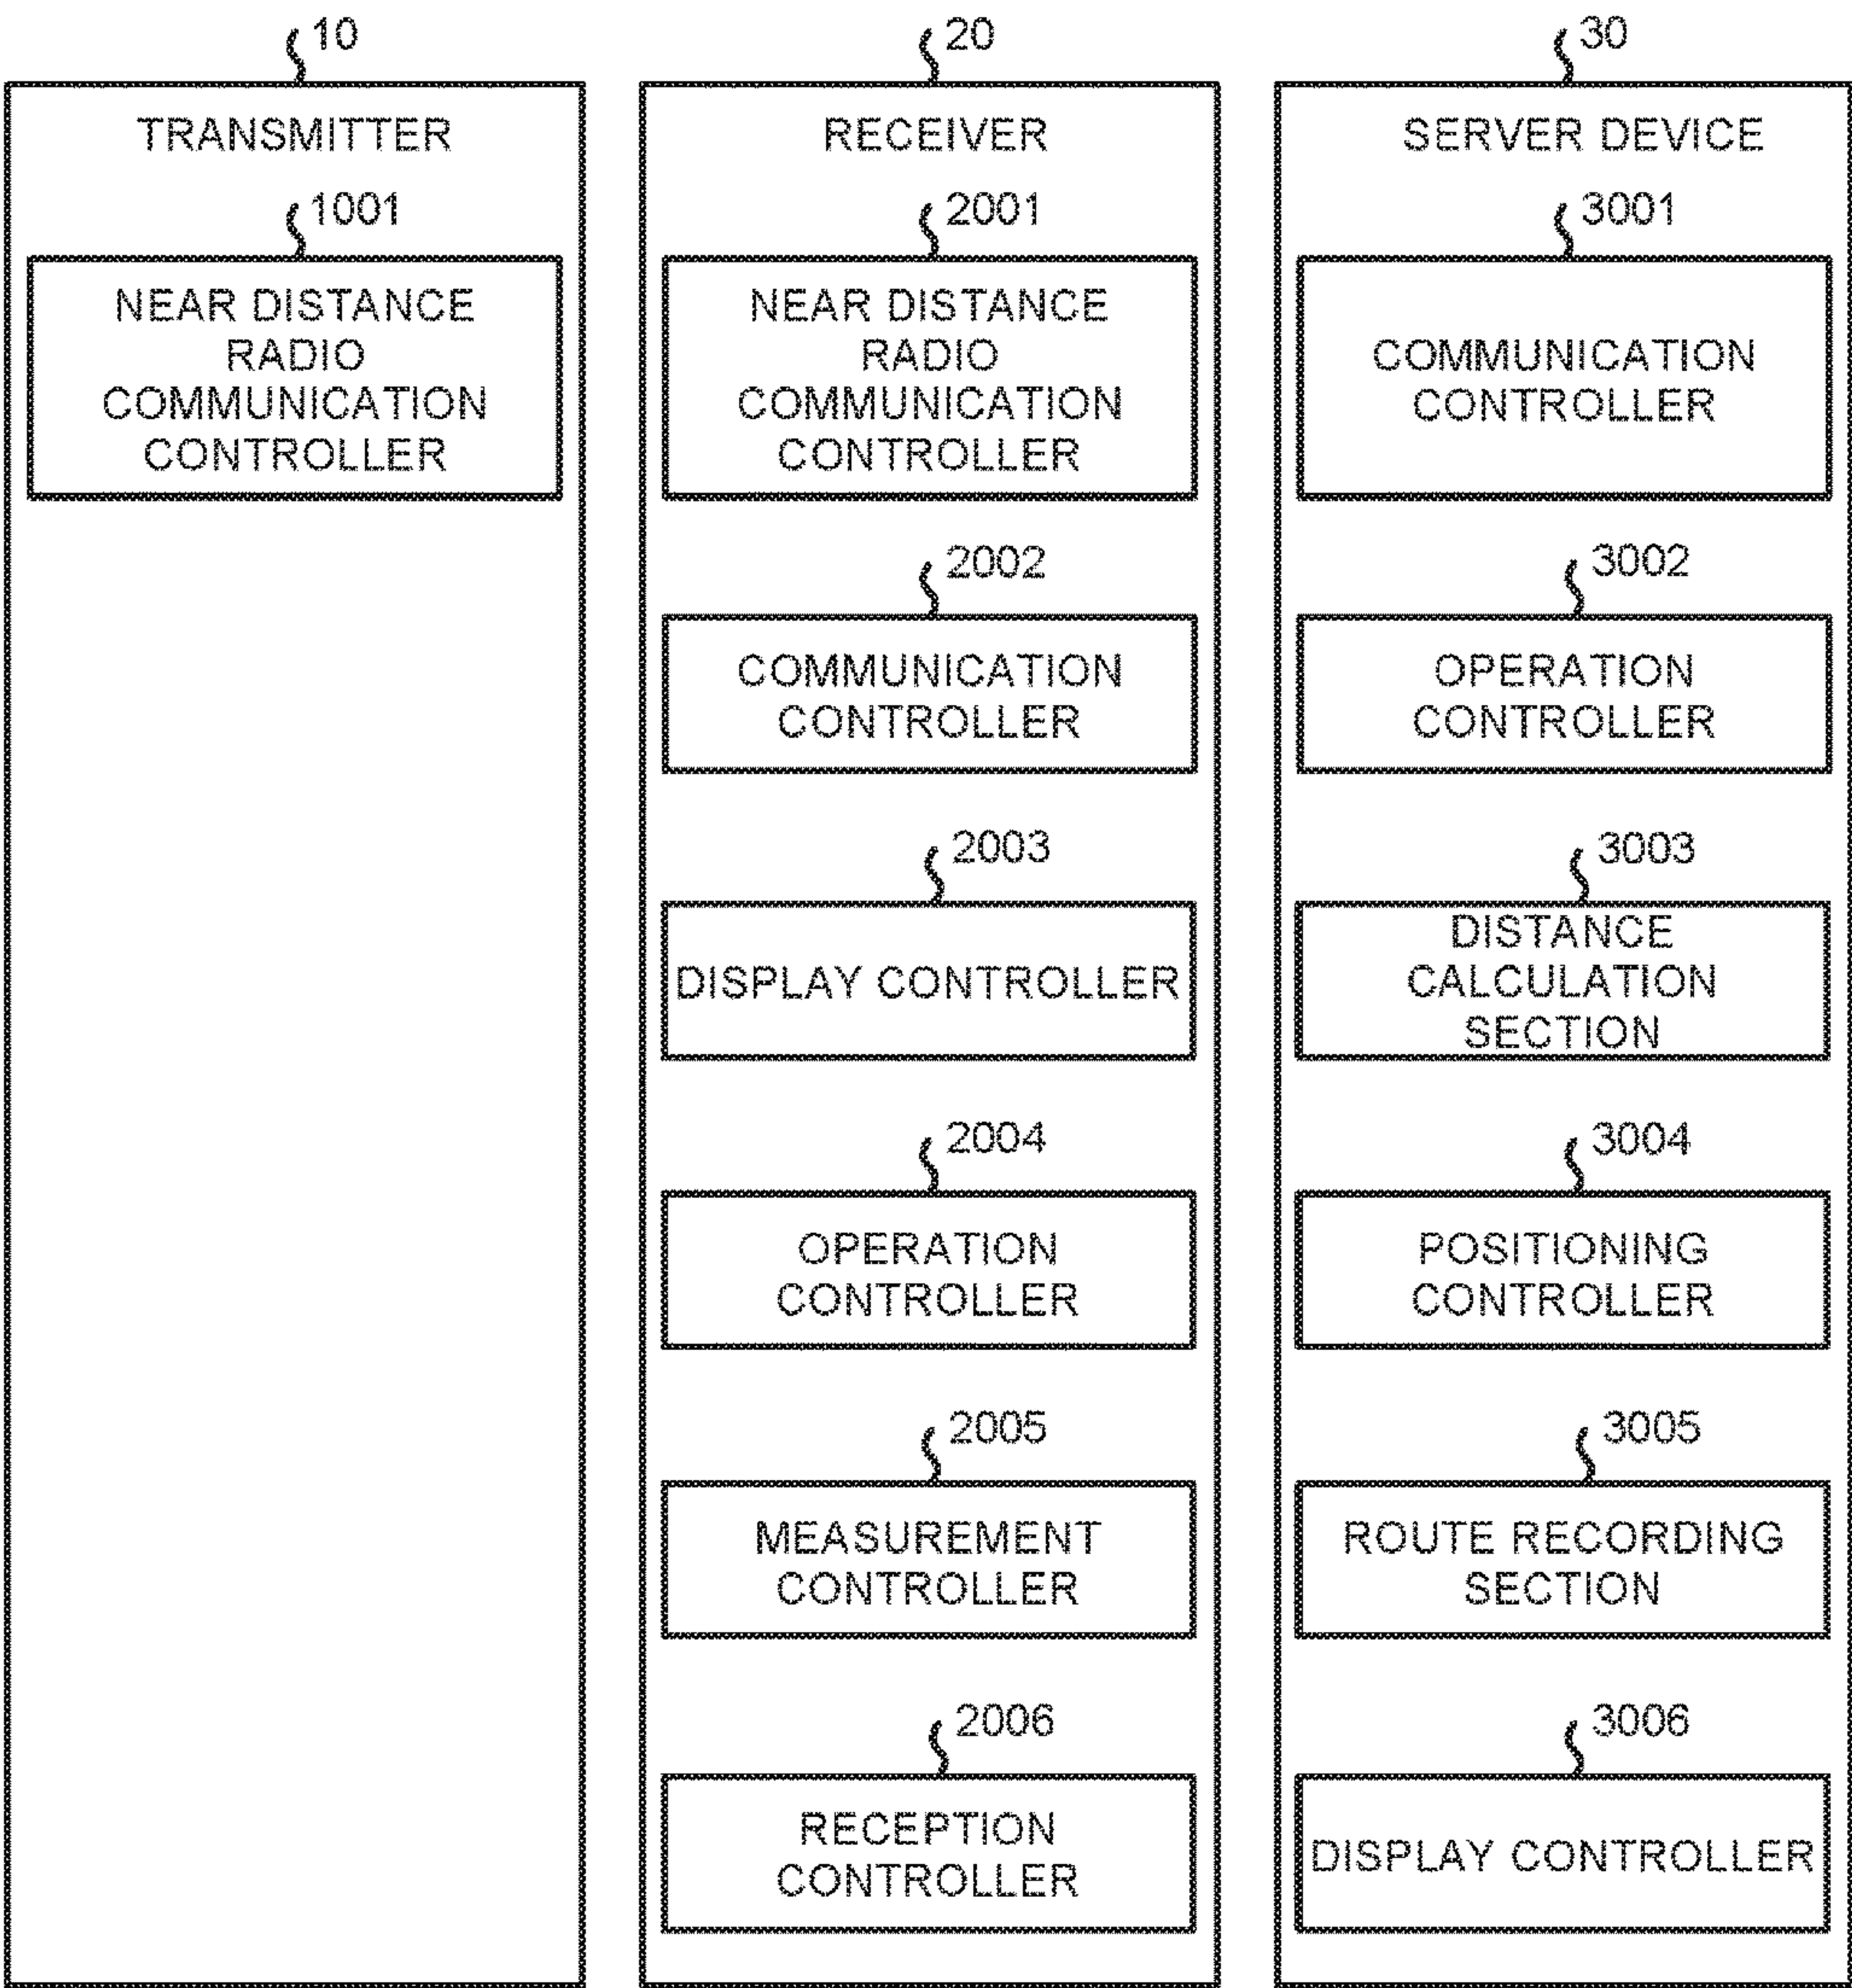 10
TRANSMITTER
1001
NEAR DISTANCE
RADIO
COMMUNICATION
CONTROLLER
20
RECEIVER
2001
NEAR DISTANCE
RADIO
COMMUNICATION
CONTROLLER
2002
COMMUNICATION
CONTROLLER
2003
DISPLAY CONTROLLER
2004
OPERATION
CONTROLLER
2005
MEASUREMENT
CONTROLLER
2006
RECEPTION
CONTROLLER
30
SERVER DEVICE
3001
COMMUNICATION
CONTROLLER
3002
OPERATION
CONTROLLER
3003
DISTANCE
CALCULATION
SECTION
3004
POSITIONING
CONTROLLER
3005
ROUTE RECORDING
SECTION
3006
DISPLAY CONTROLLER